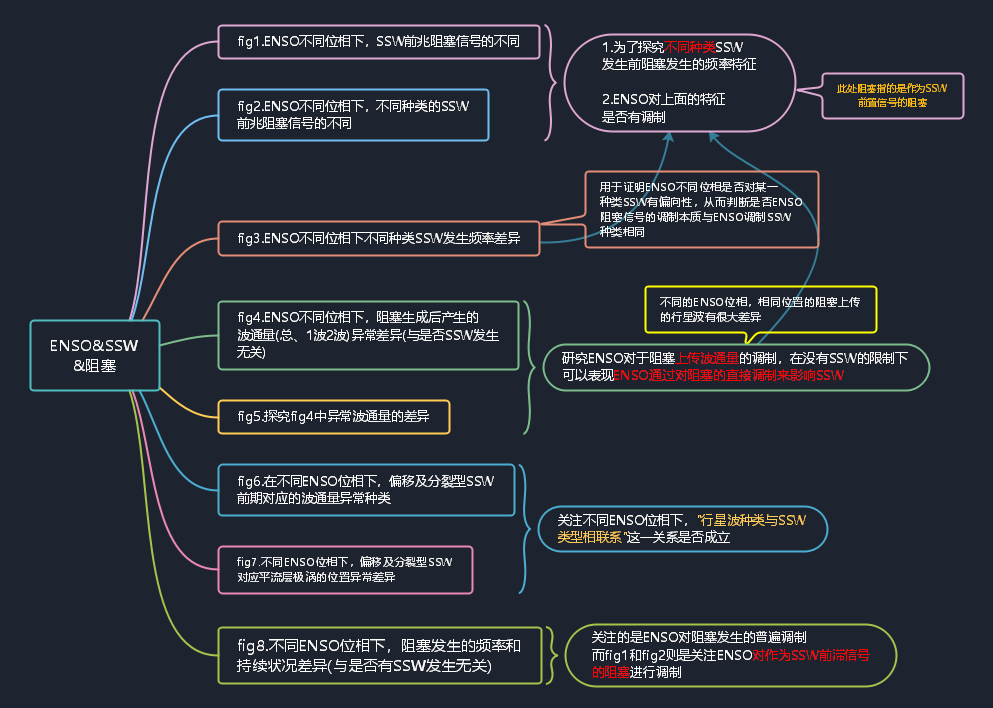 fig1.ENSO不同位相下，SSW前兆阻塞信号的不同
1.为了探究不同种类SSW
发生前阻塞发生的频率特征
2.ENSO对上面的特征
是否有调制
此处阻塞指的是作为SSW
前置信号的阻塞
fig2.ENSO不同位相下，不同种类的SSW
前兆阻塞信号的不同
用于证明ENSO不同位相是否对某一
种类SSW有偏向性，从而判断是否ENSO
阻塞信号的调制本质与ENSO调制SSW
种类相同
fig3.ENSO不同位相下不同种类SSW发生频率差异
ENSO&SSW
&阻塞
fig4.ENSO不同位相下，阻塞生成后产生的
波通量(总、1波2波)异常差异(与是否SSW发生
无关)
不同的ENSO位相，相同位置的阻塞上传
的行星波有很大差异
研究ENSO对于阻塞上传波通量的调制，在没有SSW的限制下
可以表现ENSO通过对阻塞的直接调制来影响SSW
fig5.探究fig4中异常波通量的差异
fig6.在不同ENSO位相下，偏移及分裂型SSW
前期对应的波通量异常种类
关注不同ENSO位相下，"行星波种类与SSW
类型相联系"这一关系是否成立
fig7.不同ENSO位相下，偏移及分裂型SSW
对应平流层极涡的位置异常差异
fig8.不同ENSO位相下，阻塞发生的频率和
持续状况差异(与是否有SSW发生无关)
关注的是ENSO对阻塞发生的普遍调制
而fig1和fig2则是关注ENSO对作为SSW前滞信号
的阻塞进行调制